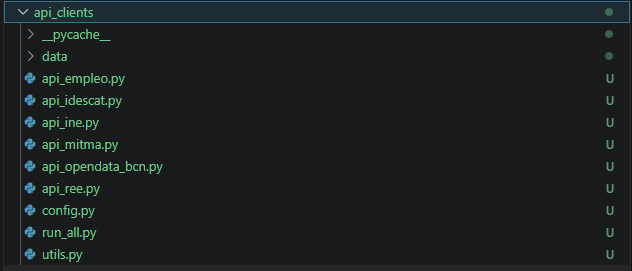 api_clients
__pycache__
data
api_empleo.py U
api_idescat.py U
api_ine.py U
api_mitma.py U
api_opendata_bcn.py U
api_ree.py U
config.py U
run_all.py U
utils.py U